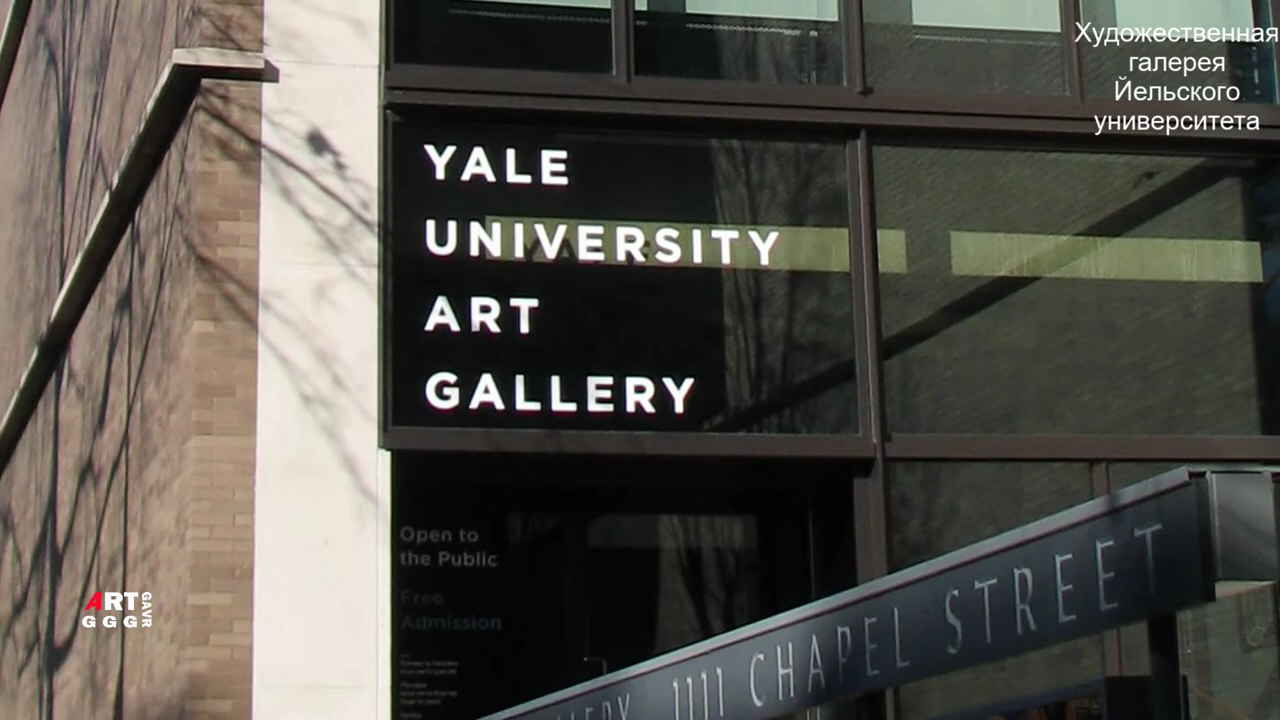 Художественная
галерея
Йельского
университета
YALE
UNIVERSITY
ART
GALLERY
Open to
the Public
Free
Admission
1111 CHAPEL STREET
ART
GAVR
GGGR